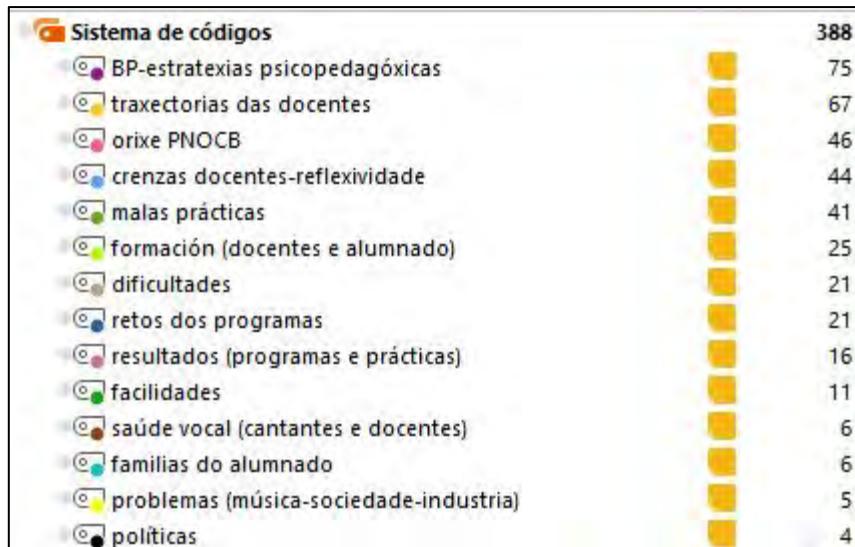 Sistema de códigos 388
BP-estratexias psicopedagóxicas 75
traxectorias das docentes 67
orixe PNOCB 46
crenzas docentes-reflexividade 44
malas prácticas 41
formación (docentes e alumnado) 25
dificultades 21
retos dos programas 21
resultados (programas e prácticas) 16
facilidades 11
saúde vocal (cantantes e docentes) 6
familias do alumnado 6
problemas (música-sociedade-industria) 5
políticas 4